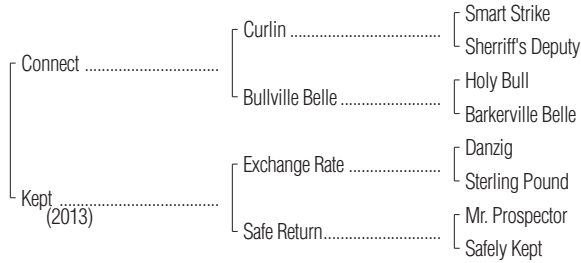 Smart Strike
Curlin ..............................
Sherriff's Deputy
Connect ..........................
Holy Bull
Bullville Belle ....................
Barkerville Belle
Danzig
Exchange Rate ..................
Sterling Pound
Kept ................................
(2013)
Mr. Prospector
Safe Return.......................
Safely Kept